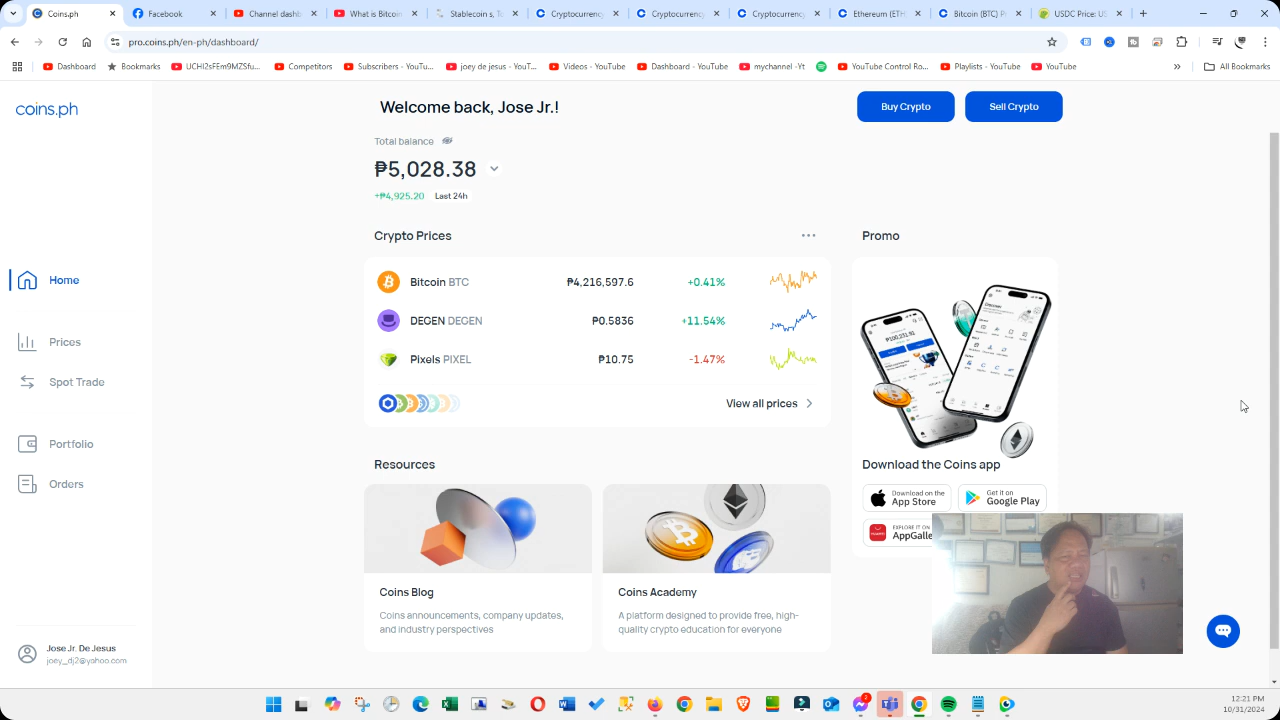 Facebook
Channel dashb
What is Bitcoin
Stablecoin s, To
Cryptocurrency
Cryptocurrency
Cryptocurrency
Ethereum (ETH
Bitcoin (BTC) P
USDC Price: US
pro.coins.ph/en-ph/dashboard/
Dashboard
Bookmarks
UCHI2sFEm9MZSfu...
Competitors
Subscribers - YouTu...
joey de jesus - YouT...
Videos - YouTube
Dashboard - YouTube
mychannel -Yt
YouTube Control Ro...
Playlists - YouTube
YouTube
All Bookmarks
coins.ph
Welcome back, Jose Jr.!
Buy Crypto
Sell Crypto
Total balance
₱5,028.38
+₱4,925.20 Last 24h
Crypto Prices
Promo
Bitcoin BTC ₱4,216,597.6 +0.41%
DEGEN DEGEN ₱0.5836 +11.54%
Pixels PIXEL ₱10.75 -1.47%
View all prices
Home
Prices
Spot Trade
Portfolio
Orders
Resources
Download the Coins app
Download on the
App Store
Get it on
Google Play
EXPLORE IT ON
AppGalle
Coins Blog
Coins announcements, company updates,
and industry perspectives
Coins Academy
A platform designed to provide free, high-
quality crypto education for everyone
Jose Jr. De Jesus
joey_dj2@yahoo.com
2
12:21 PM
10/31/2024